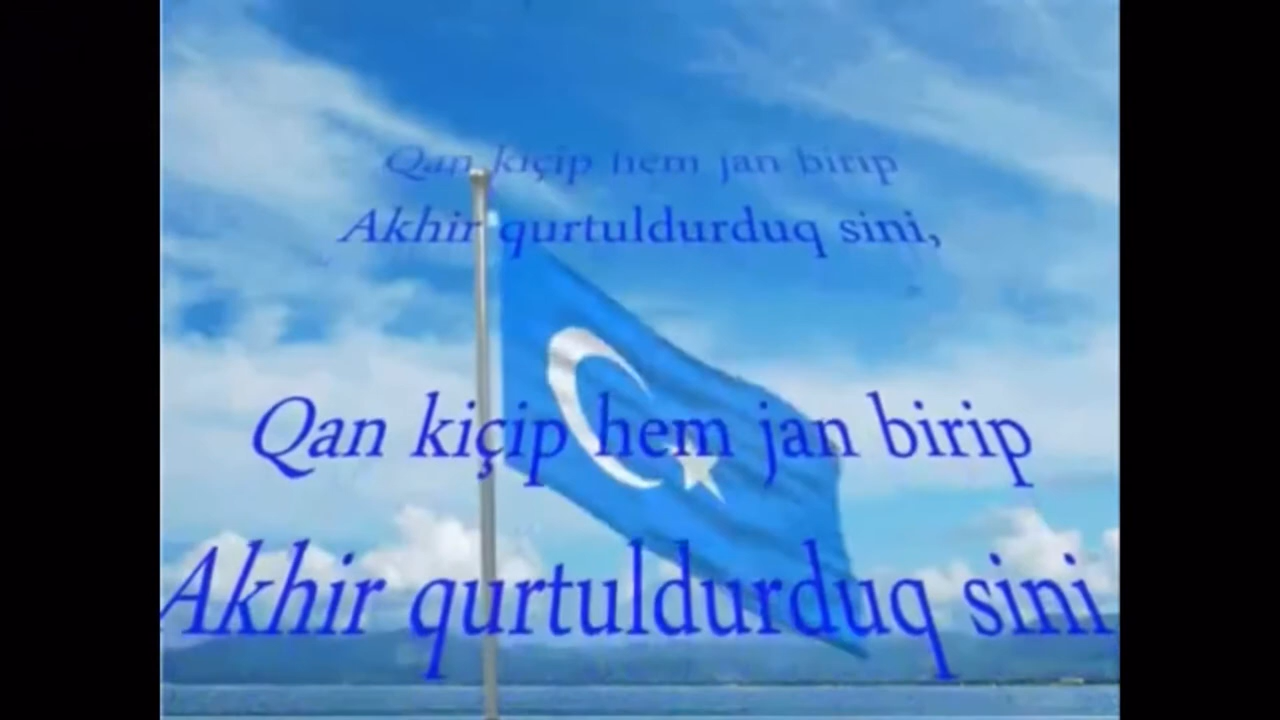 Qan kiçip hem jan birip
Akhir qurtuldurduq sini,
Qan kiçip hem jan birip
Akhir qurtuldurduq sini